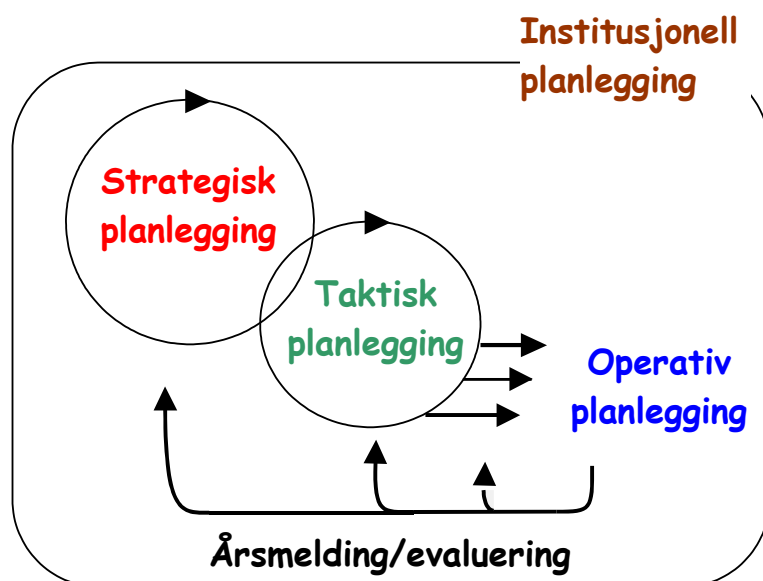 Institusjonell
planlegging
Strategisk
planlegging
Taktisk
planlegging
Operativ
planlegging
Årsmelding/evaluering